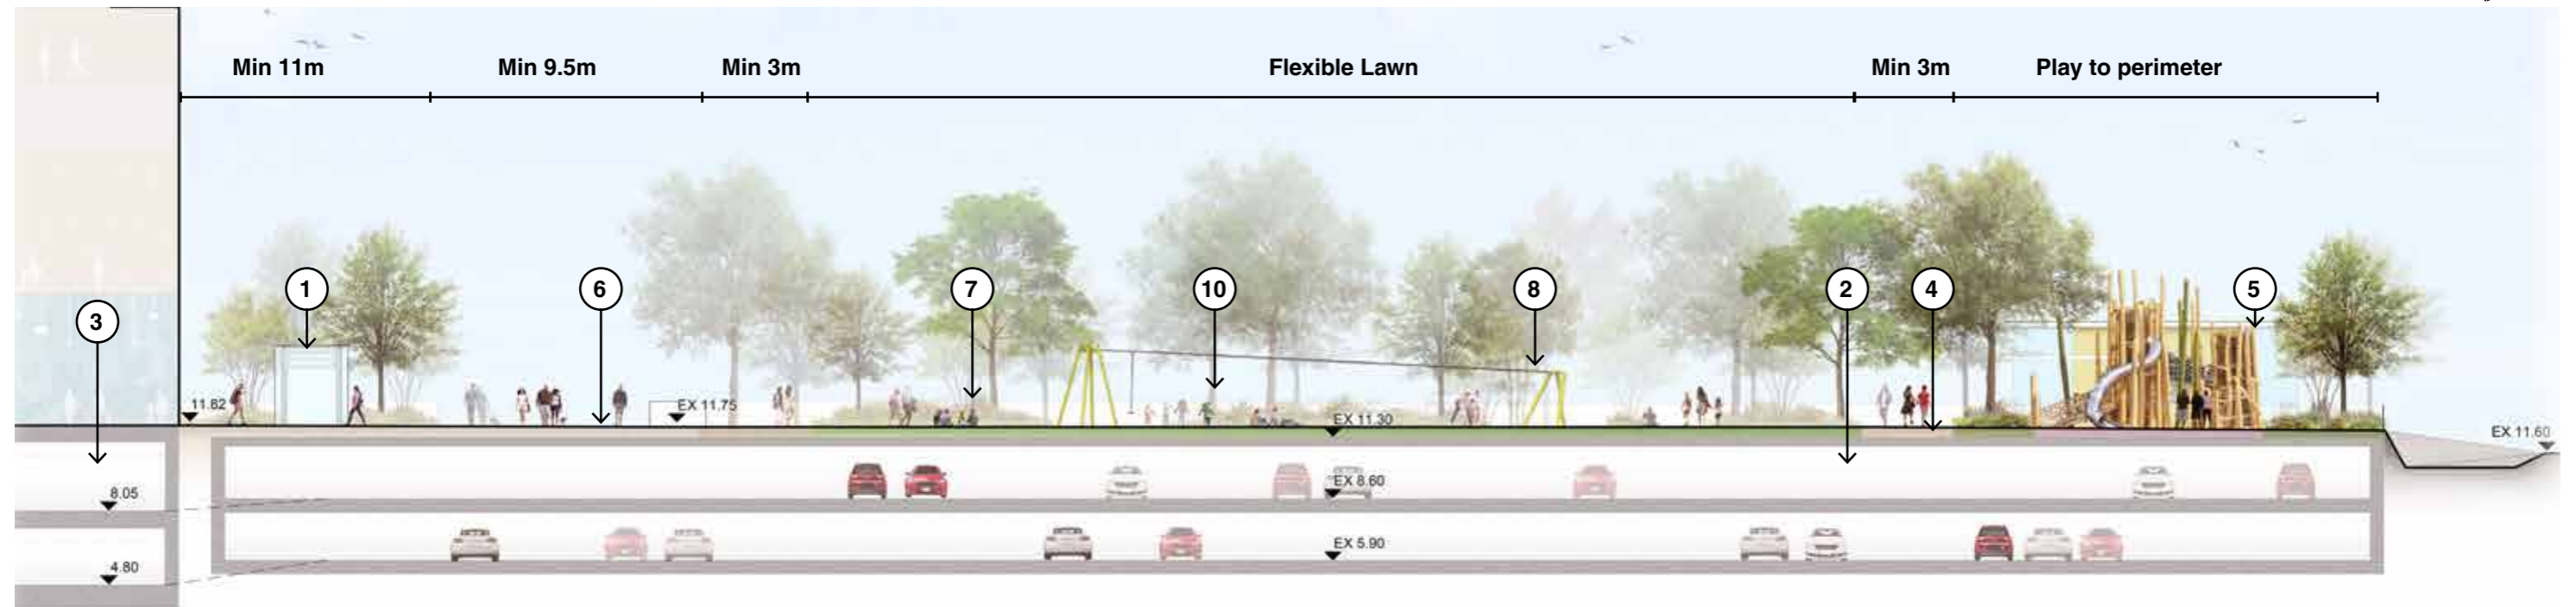 Min 11m
Min 9.5m
Min 3m
Flexible Lawn
Min 3m
Play to perimeter
1
6
7
10
8
2
4
5
3
11.82
EX 11.75
EX 11.30
EX 11.60
8.05
EX 8.60
EX 5.90
4.80